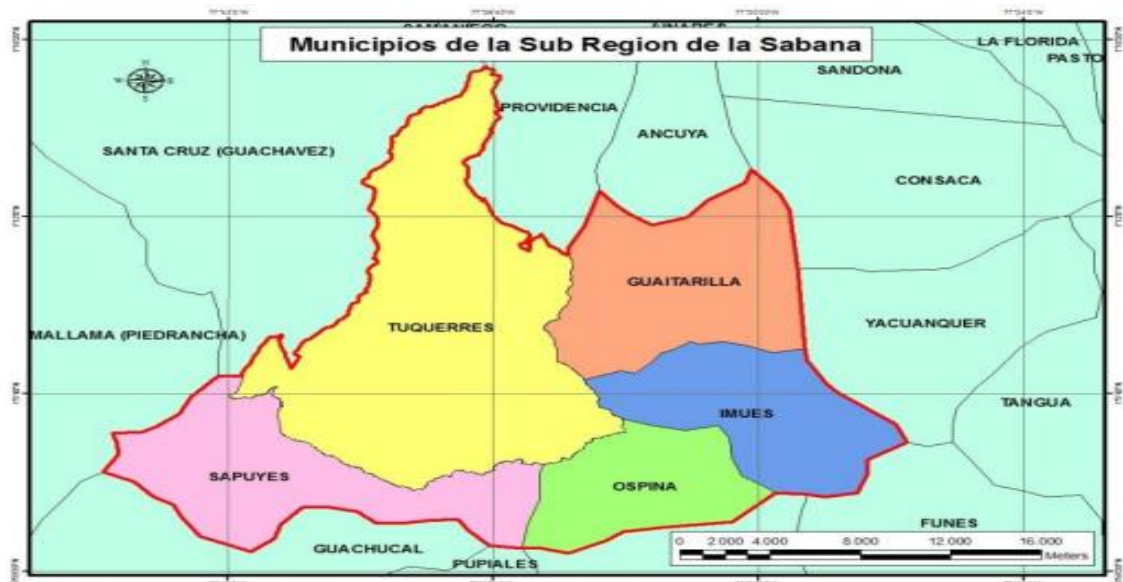 Municipios de la Sub Region de la Sabana
LA FLORIDA
PASTO
SANDONA
PROVIDENCIA
ANCUYA
SANTA CRUZ (GUACHAVEZ)
CONSACA
GUAITARILLA
TUQUERRES
YACUANQUER
MALLAMA (PIEDRANCHA)
TANGUA
IMUES
SAPUYES
OSPINA
FUNES
GUACHUCAL
PUPIALES
0 2.000 4.000 8.000 12.000 16.000
Meters